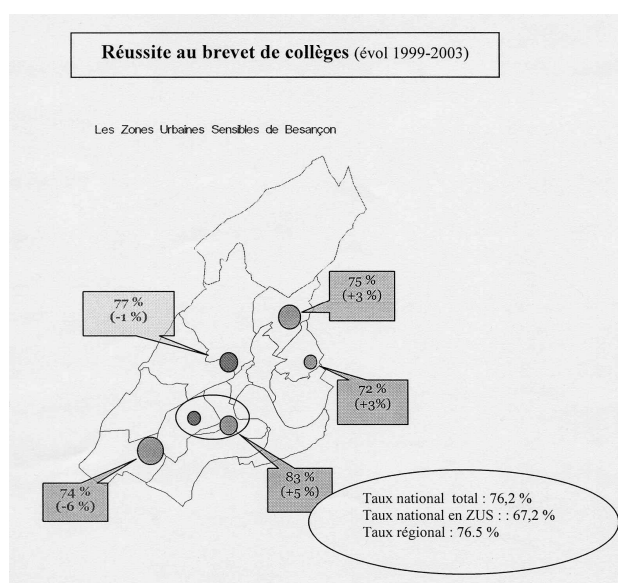 Réussite au brevet de collèges (évol 1999-2003)
Les Zones Urbaines Sensibles de Besançon
75 %
(+3 %)
77 %
(-1 %)
72 %
(+3%)
83 %
(+5 %)
74 %
(-6 %)
Taux national total : 76,2 %
Taux national en ZUS : : 67,2 %
Taux régional : 76.5 %